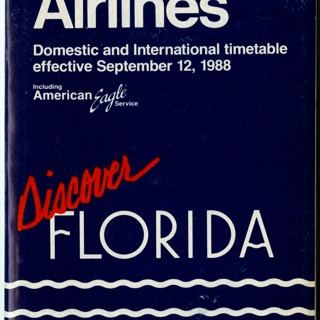 Airlines
Domestic and International timetable
effective September 12, 1988
Including
American Eagle
Service
Discover
FLORIDA